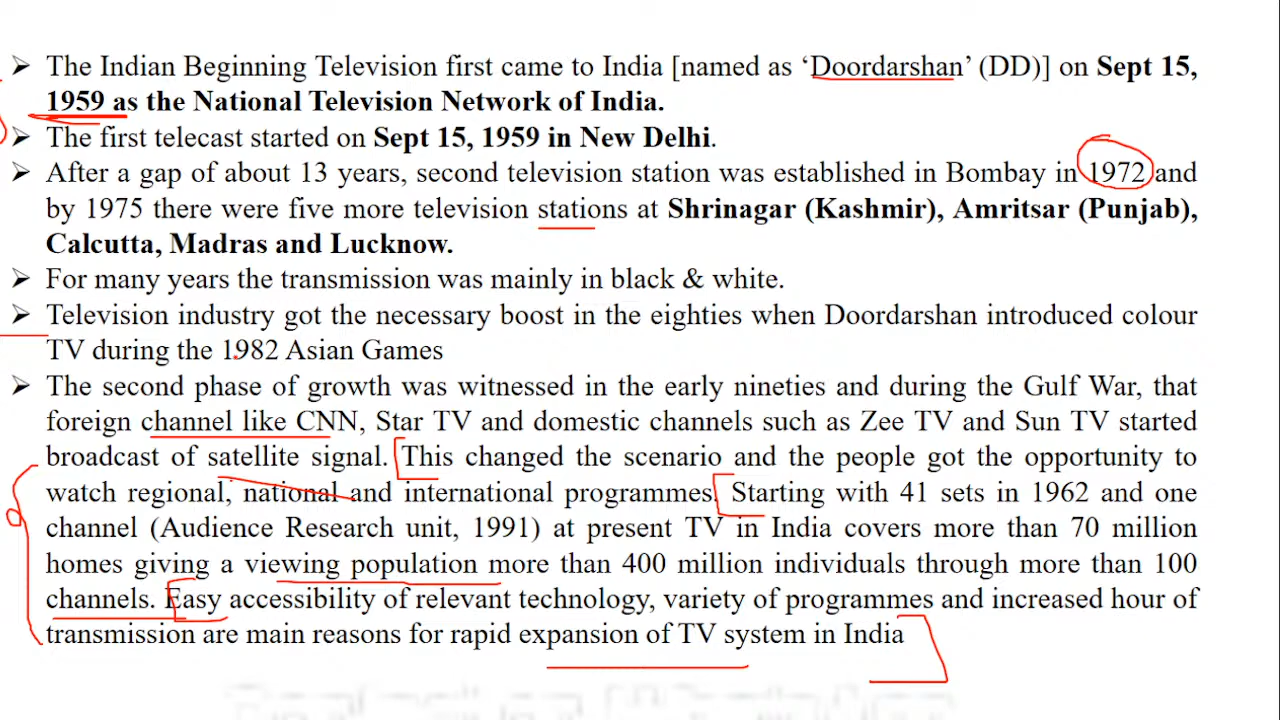 ➢ The Indian Beginning Television first came to India [named as ‘Doordarshan’ (DD)] on Sept 15,
1959 as the National Television Network of India.
➢ The first telecast started on Sept 15, 1959 in New Delhi.
➢ After a gap of about 13 years, second television station was established in Bombay in 1972 and
by 1975 there were five more television stations at Shrinagar (Kashmir), Amritsar (Punjab),
Calcutta, Madras and Lucknow.
➢ For many years the transmission was mainly in black & white.
➢ Television industry got the necessary boost in the eighties when Doordarshan introduced colour
TV during the 1982 Asian Games
➢ The second phase of growth was witnessed in the early nineties and during the Gulf War, that
foreign channel like CNN, Star TV and domestic channels such as Zee TV and Sun TV started
broadcast of satellite signal. This changed the scenario and the people got the opportunity to
watch regional, national and international programmes. Starting with 41 sets in 1962 and one
channel (Audience Research unit, 1991) at present TV in India covers more than 70 million
homes giving a viewing population more than 400 million individuals through more than 100
channels. Easy accessibility of relevant technology, variety of programmes and increased hour of
transmission are main reasons for rapid expansion of TV system in India